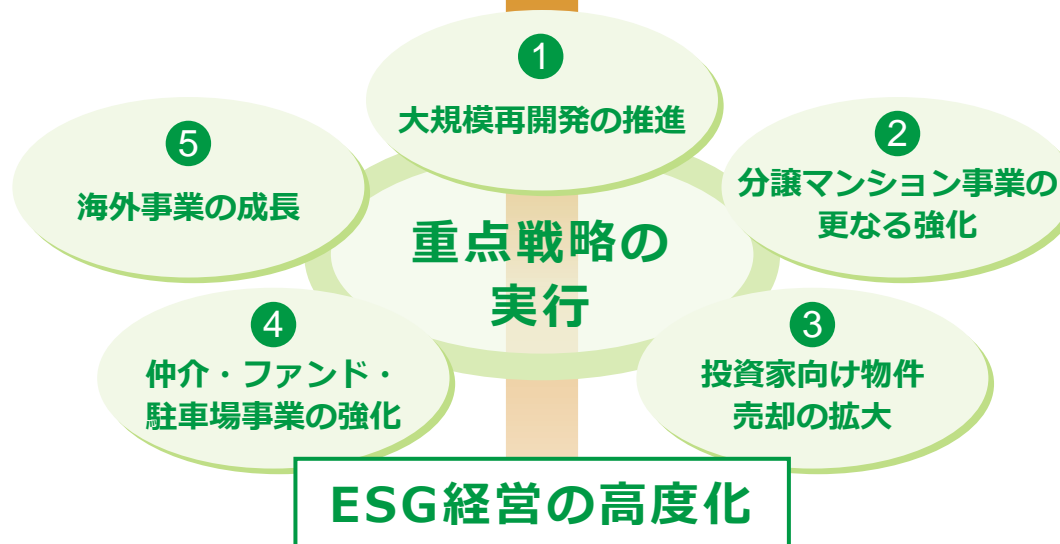 1
大規模再開発の推進
2
分譲マンション事業の
更なる強化
3
投資家向け物件
売却の拡大
4
仲介・ファンド・
駐車場事業の強化
5
海外事業の成長
重点戦略の
実行
ESG経営の高度化